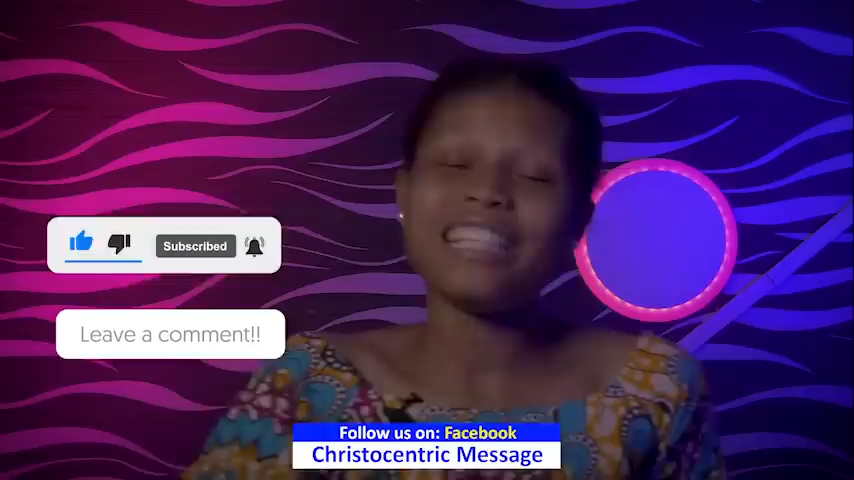 Subscribed
Leave a comment!!
Follow us on: Facebook
Christocentric Message